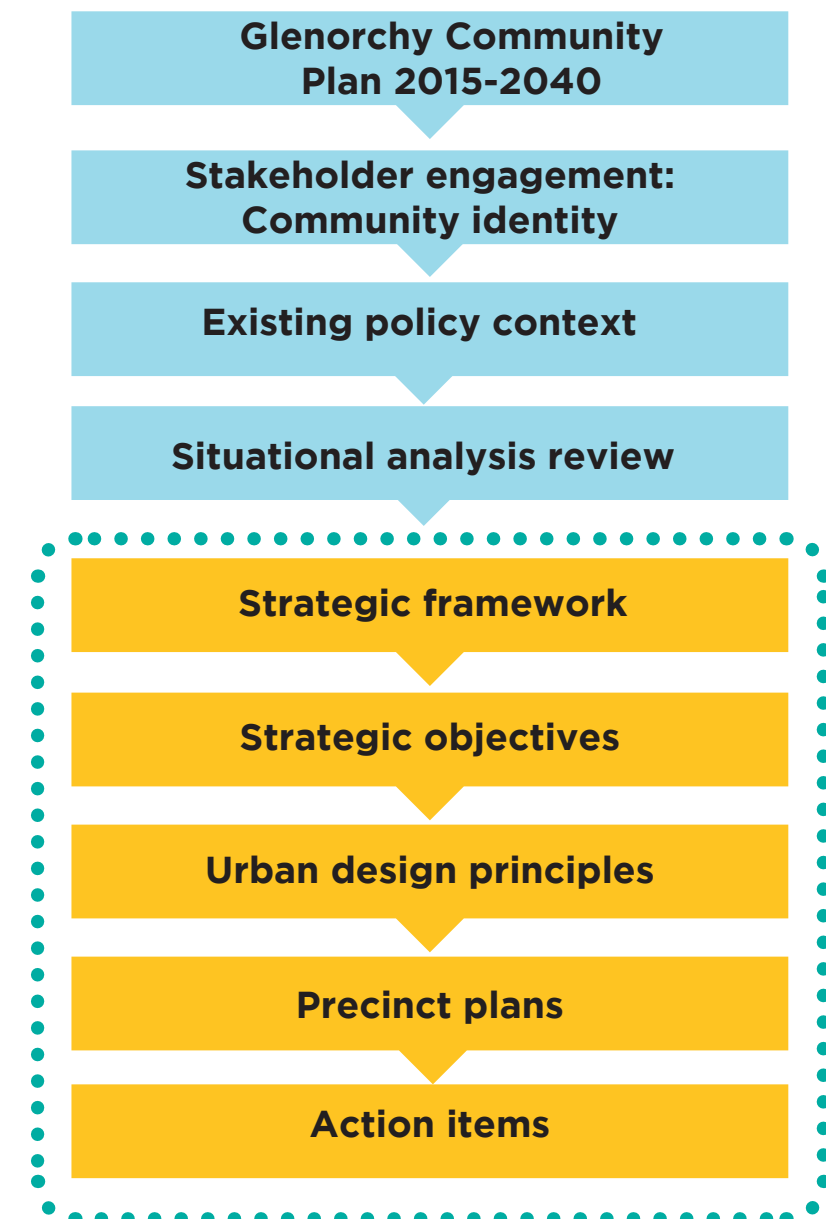 Glenorchy Community
Plan 2015-2040
Stakeholder engagement:
Community identity
Existing policy context
Situational analysis review
Strategic framework
Strategic objectives
Urban design principles
Precinct plans
Action items